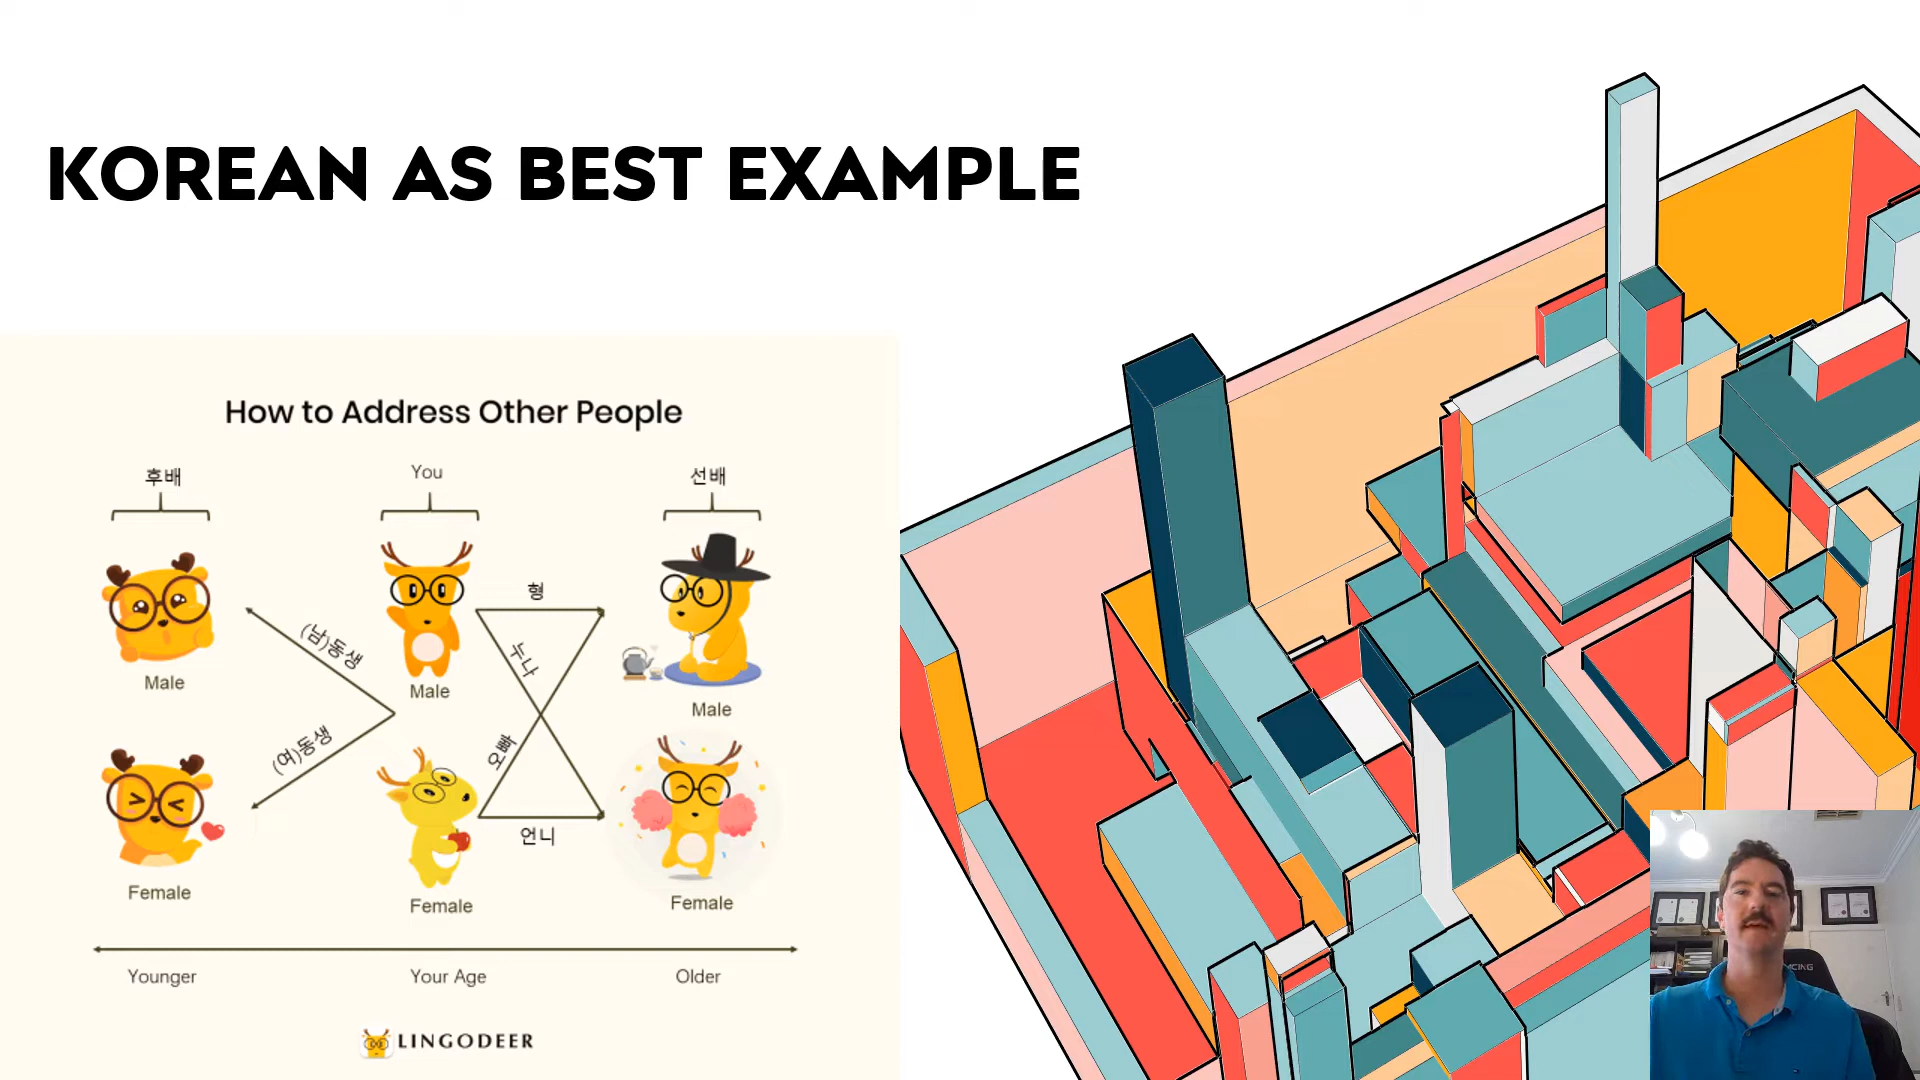 KOREAN AS BEST EXAMPLE
How to Address Other People
후배
You
선배
형
(남)동생
누나
Male
Male
Male
(여)동생
오빠
언니
Female
Female
Female
Younger
Your Age
Older
LINGODEER